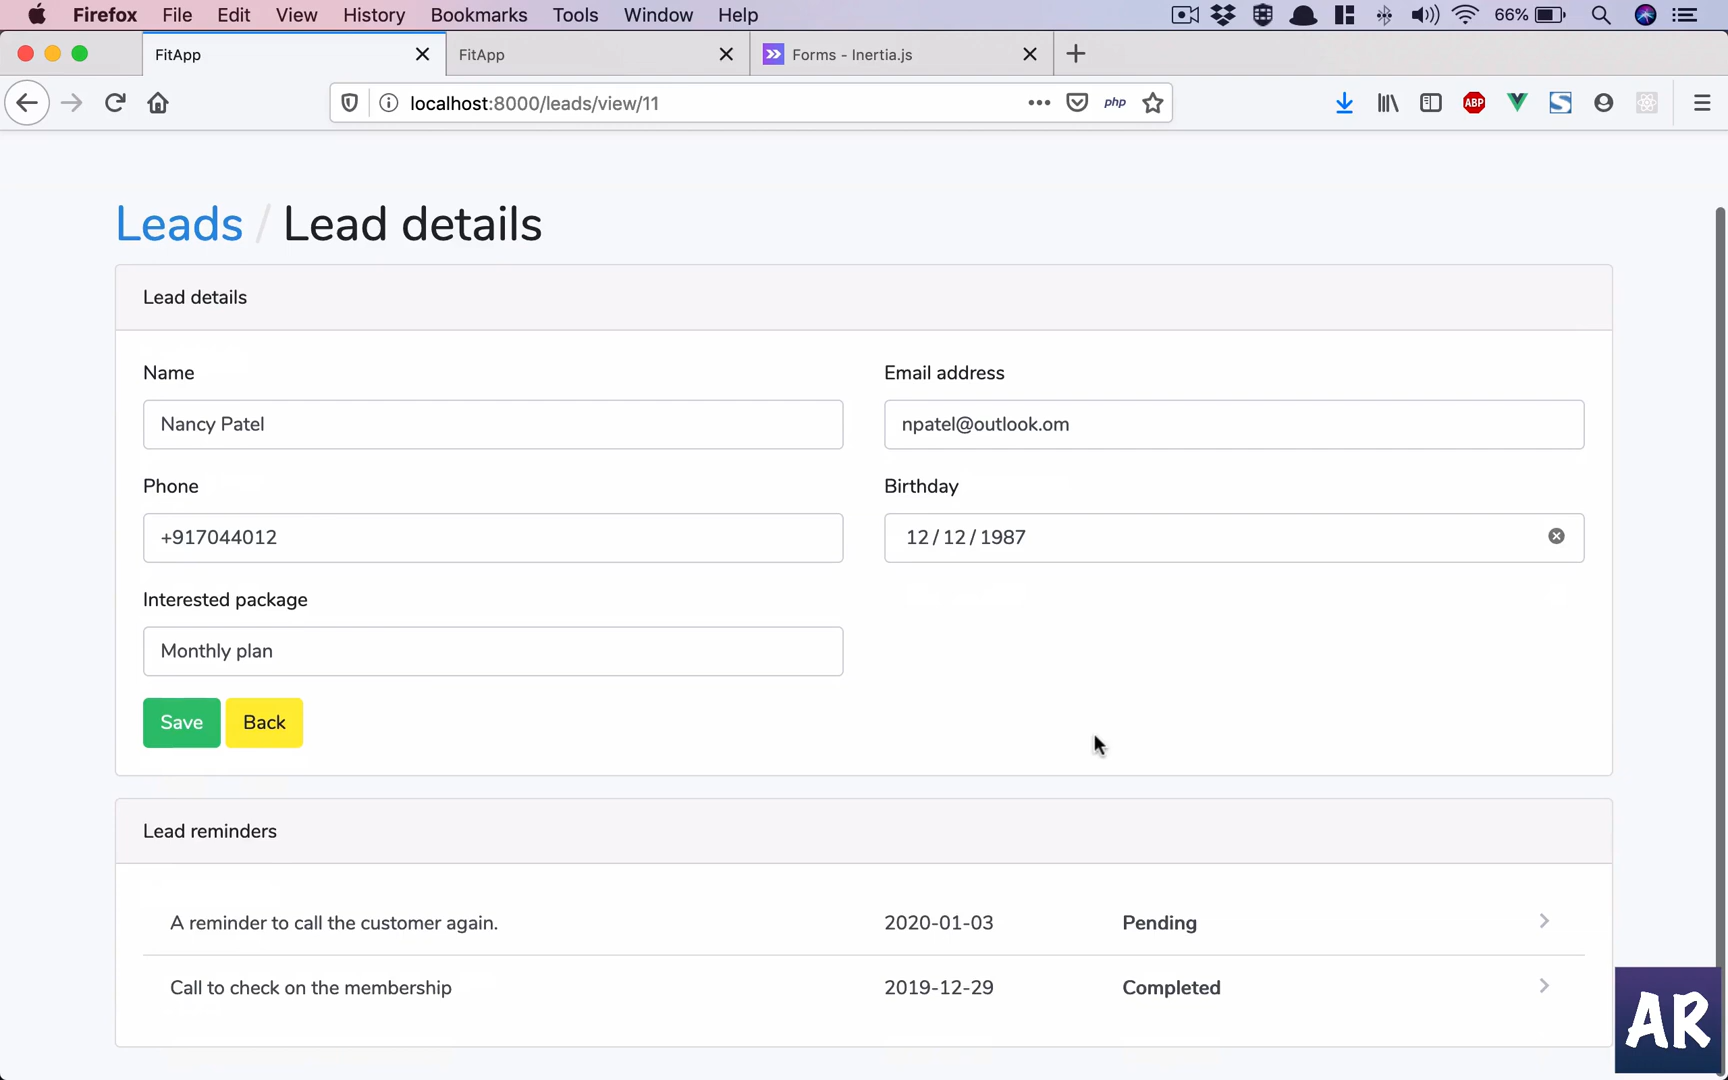 Firefox File Edit View History Bookmarks Tools Window Help 66%
FitApp FitApp Forms - Inertia.js
localhost:8000/leads/view/11 php ABP
Leads / Lead details
Lead details
Name Email address
Nancy Patel npatel@outlook.om
Phone Birthday
+917044012 12 / 12 / 1987
Interested package
Monthly plan
Save Back
Lead reminders
A reminder to call the customer again. 2020-01-03 Pending
Call to check on the membership 2019-12-29 Completed
AR